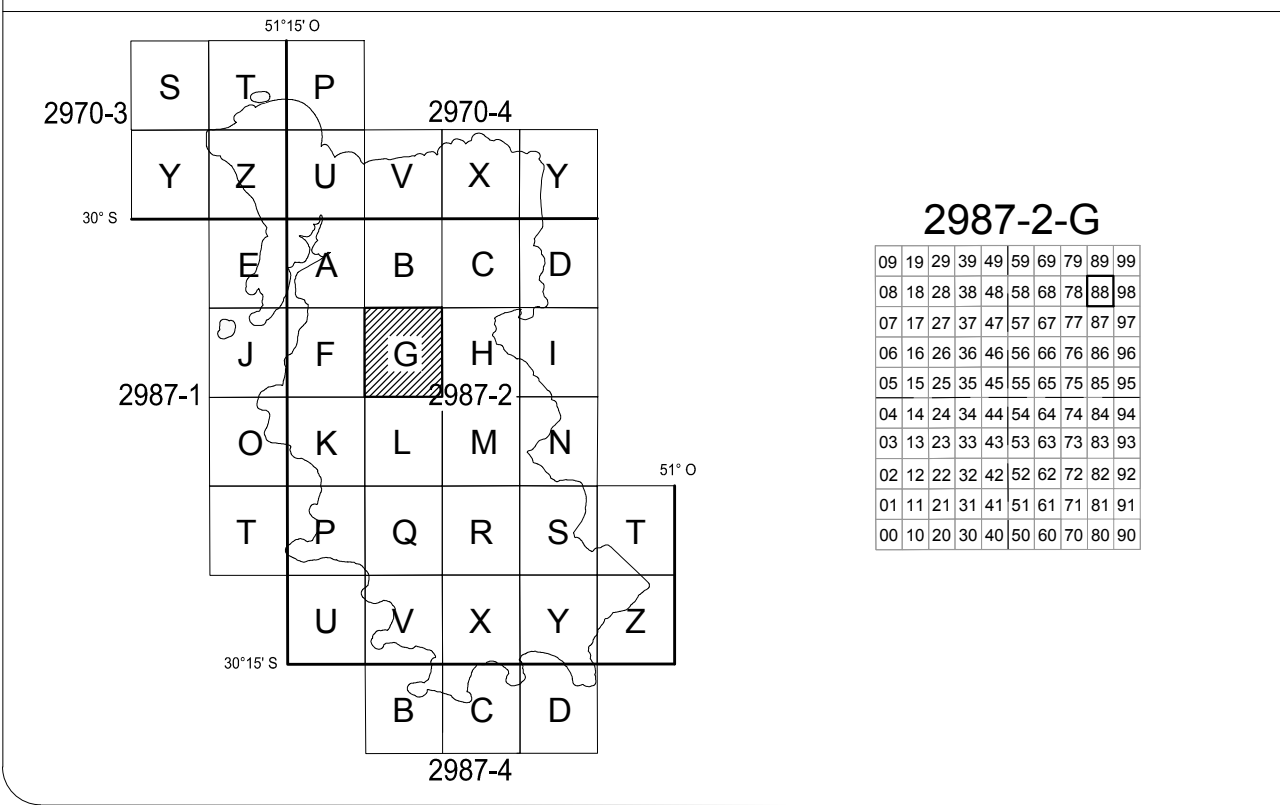 51°15' O
S T P
2970-3
2970-4
Y Z U V X Y
30° S
E A B C D
J F G H I
2987-1
2987-2
O K L M N
51° O
T P Q R S T
U V X Y Z
30°15' S
B C D
2987-4
2987-2-G
09 19 29 39 49 59 69 79 89 99
08 18 28 38 48 58 68 78 88 98
07 17 27 37 47 57 67 77 87 97
06 16 26 36 46 56 66 76 86 96
05 15 25 35 45 55 65 75 85 95
04 14 24 34 44 54 64 74 84 94
03 13 23 33 43 53 63 73 83 93
02 12 22 32 42 52 62 72 82 92
01 11 21 31 41 51 61 71 81 91
00 10 20 30 40 50 60 70 80 90